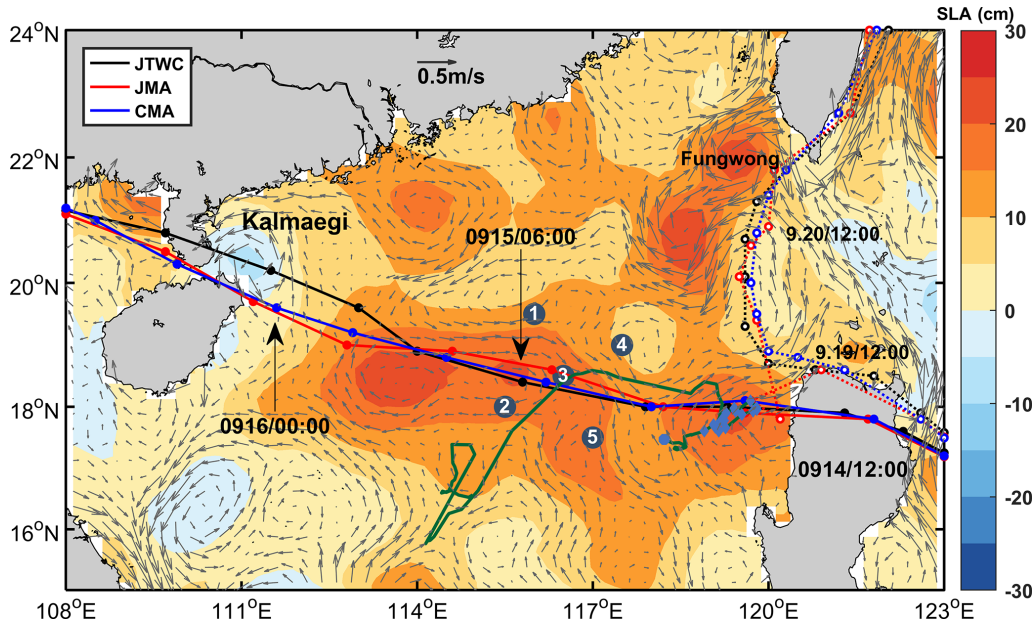 SLA (cm)
24°N
22°N
20°N
18°N
16°N
108°E
111°E
114°E
117°E
120°E
123°E
JTWC
JMA
CMA
0.5m/s
Fungwong
Kalmaegi
0915/06:00
9.20/12:00
9.19/12:00
0916/00:00
0914/12:00
1
2
3
4
5
30
20
10
0
-10
-20
-30